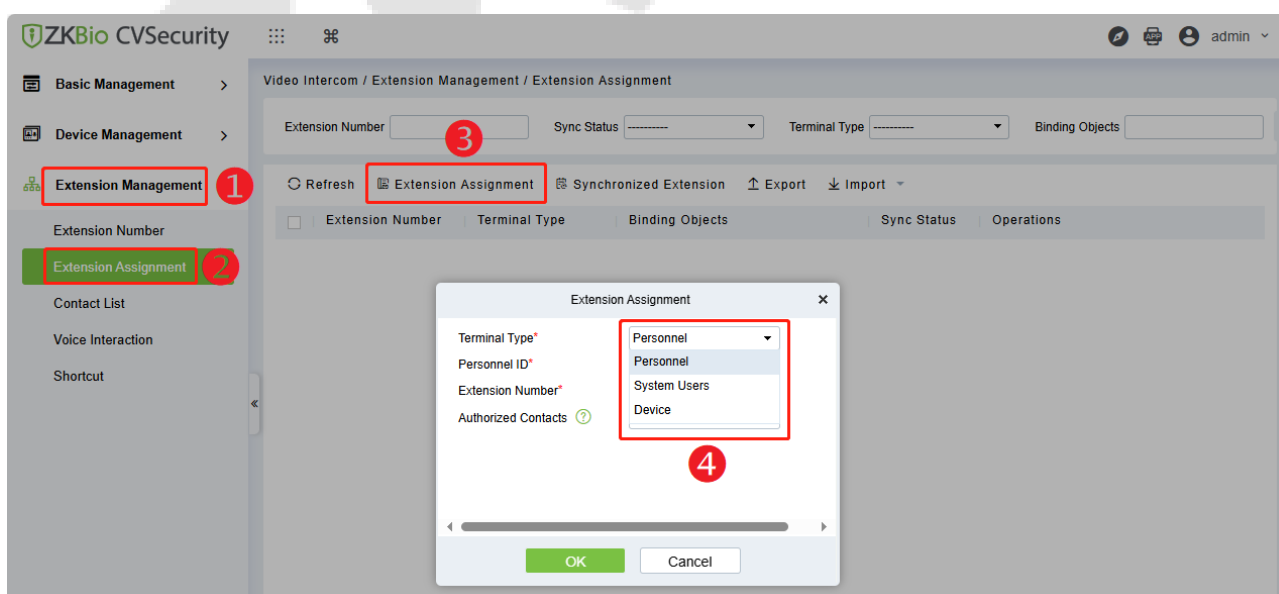 ZKBio CVSecurity
admin
Basic Management
Device Management
Extension Management
1
Extension Number
Extension Assignment
2
Contact List
Voice Interaction
Shortcut
Video Intercom / Extension Management / Extension Assignment
Extension Number
Sync Status ----------
Terminal Type ----------
Binding Objects
3
Refresh Extension Assignment Synchronized Extension Export Import
Extension Number Terminal Type Binding Objects Sync Status Operations
Extension Assignment ×
Terminal Type* Personnel
Personnel ID* Personnel
Extension Number* System Users
Authorized Contacts ? Device
4
OK Cancel